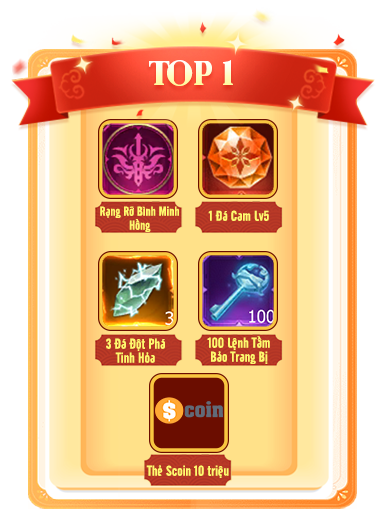 TOP 1
Rạng Rỡ Bình Minh
Hồng
1 Đá Cam Lv5
3
100
3 Đá Đột Phá
Tinh Hỏa
100 Lệnh Tầm
Bảo Trang Bị
$coin
Thẻ Scoin 10 triệu